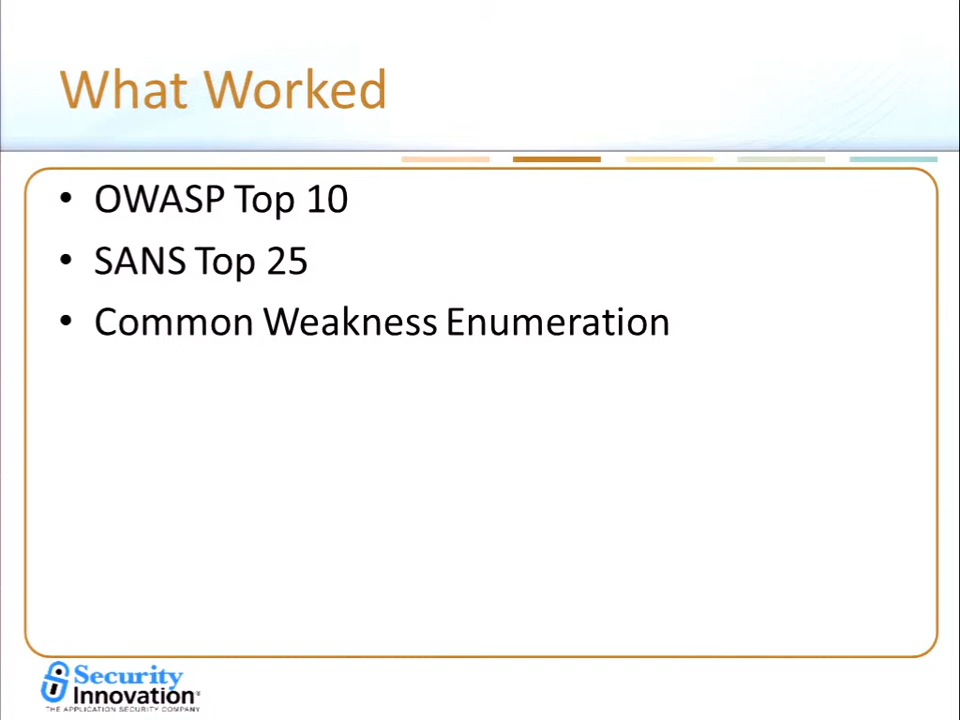 What Worked
• OWASP Top 10
• SANS Top 25
• Common Weakness Enumeration
Security
Innovation®
THE APPLICATION SECURITY COMPANY